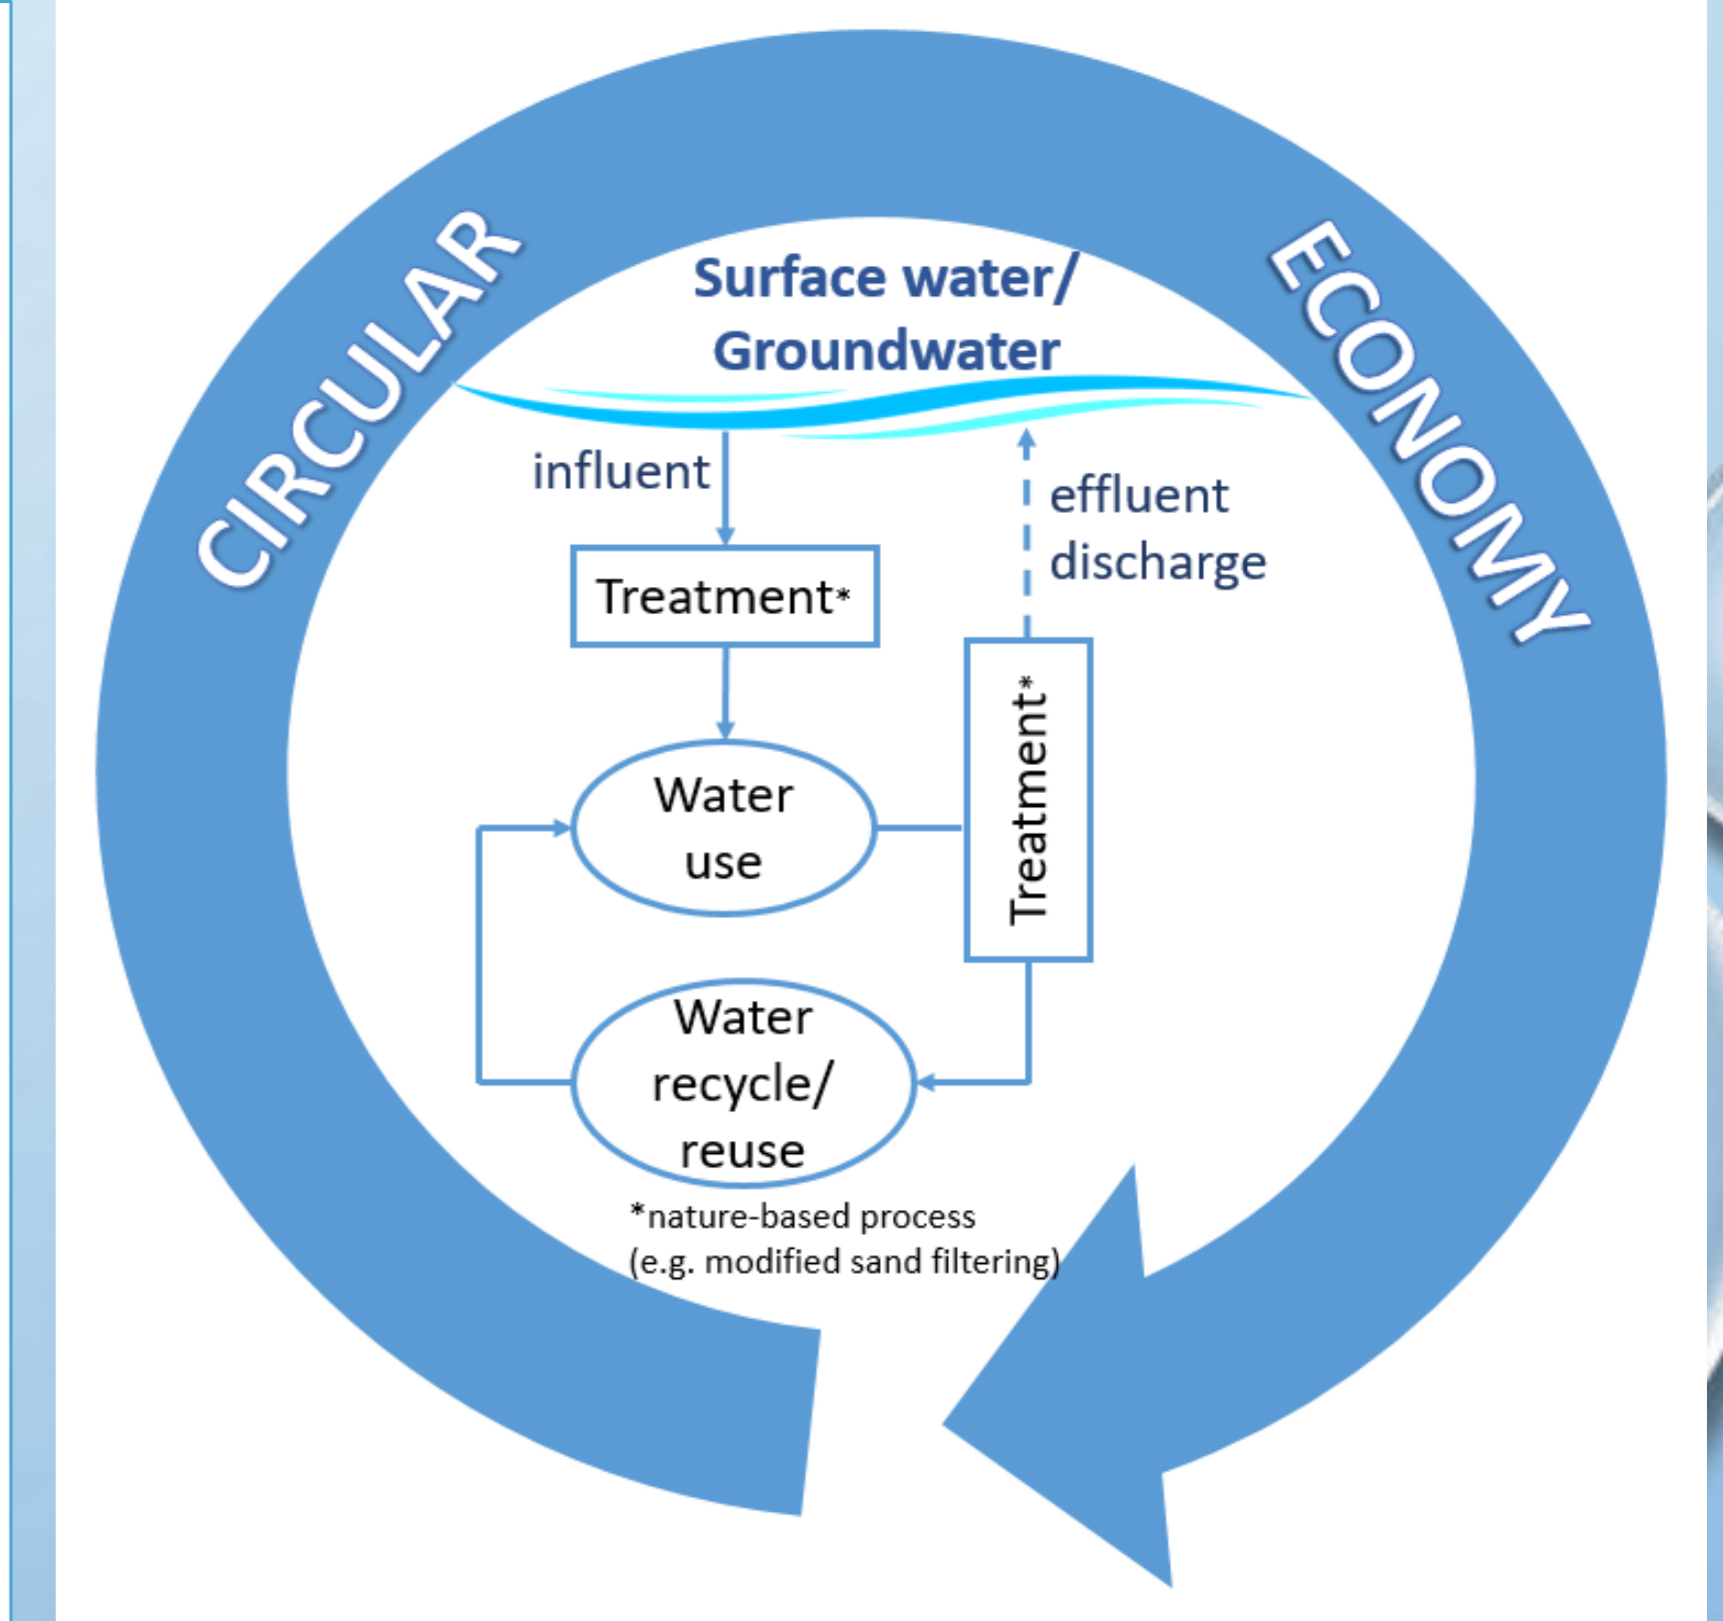 CIRCULAR
ECONOMY
Surface water/
Groundwater
influent
effluent
discharge
Treatment*
Treatment*
Water
use
Water
recycle/
reuse
*nature-based process
(e.g. modified sand filtering)